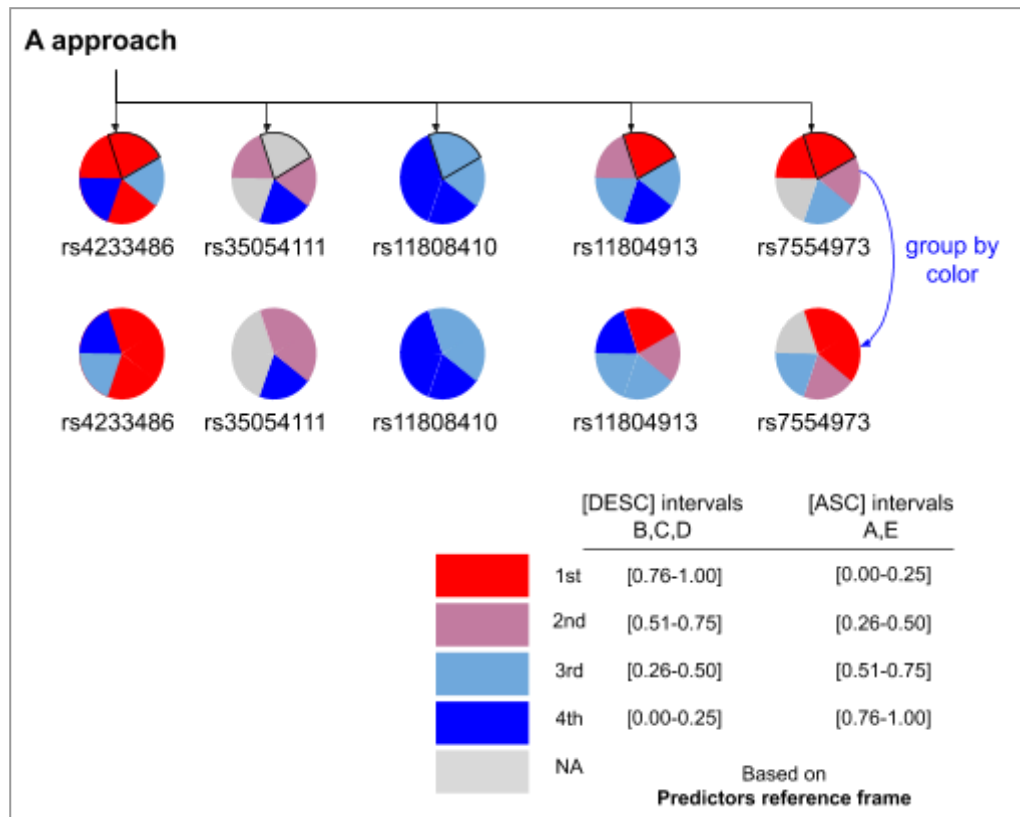 A approach
rs4233486 rs35054111 rs11808410 rs11804913 rs7554973
group by
color
rs4233486 rs35054111 rs11808410 rs11804913 rs7554973
[DESC] intervals [ASC] intervals
B,C,D A,E
1st [0.76-1.00] [0.00-0.25]
2nd [0.51-0.75] [0.26-0.50]
3rd [0.26-0.50] [0.51-0.75]
4th [0.00-0.25] [0.76-1.00]
NA
Based on
Predictors reference frame